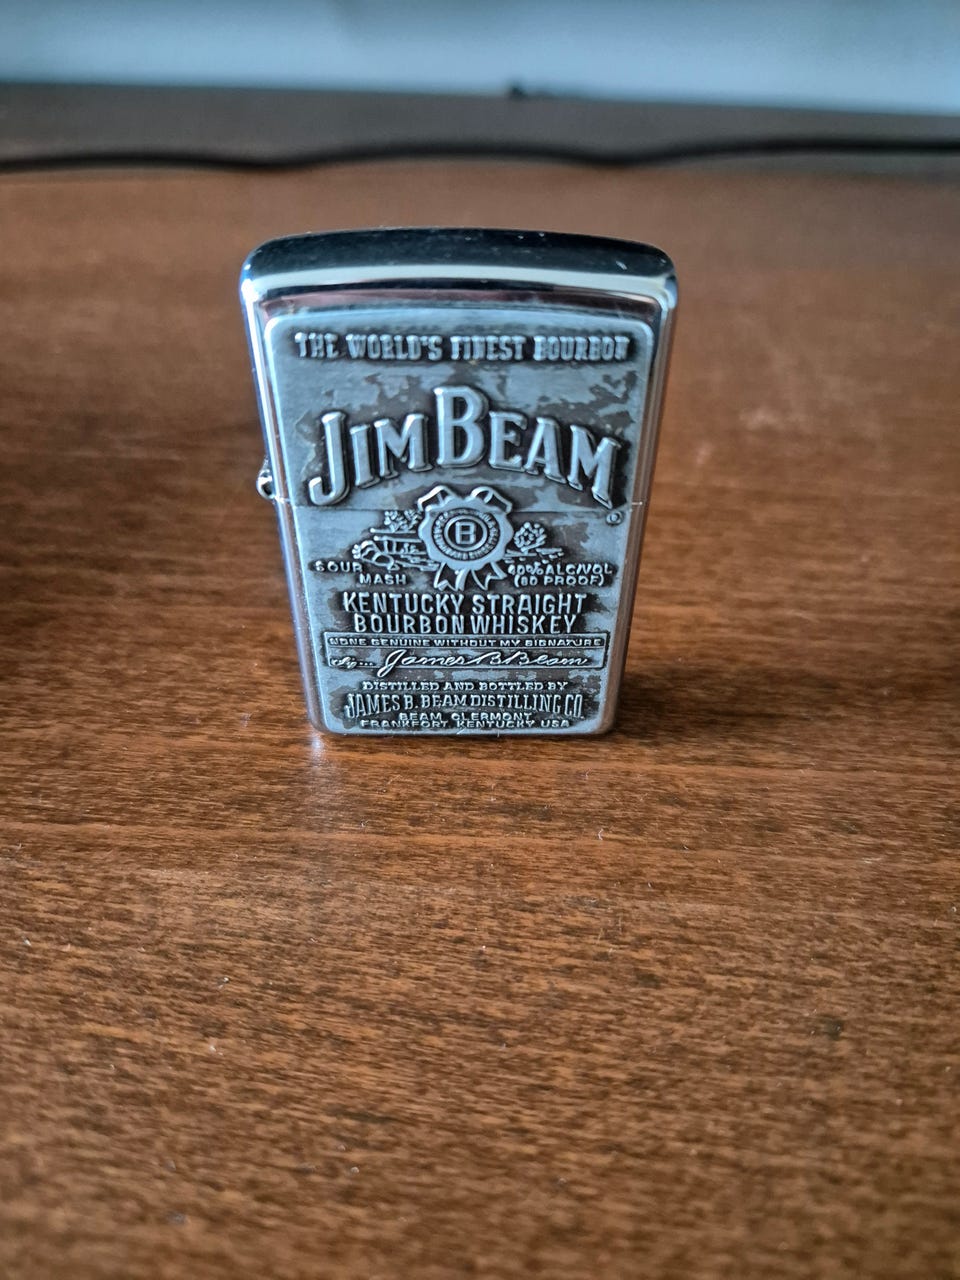 THE WORLD'S FINEST BOURBON
JIM BEAM
®
B
SOUR MASH
40% ALC/VOL (80 PROOF)
KENTUCKY STRAIGHT
BOURBON WHISKEY
NONE GENUINE WITHOUT MY SIGNATURE
James B. Beam
DISTILLED AND BOTTLED BY
JAMES B. BEAM DISTILLING CO.
BEAM, CLERMONT,
FRANKFORT, KENTUCKY USA